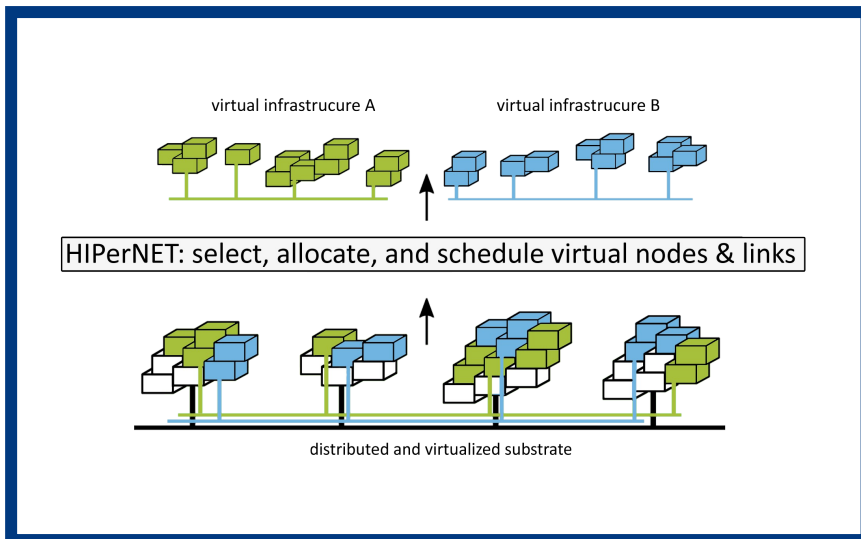 virtual infrastrucure A
virtual infrastrucure B
HIPerNET: select, allocate, and schedule virtual nodes & links
distributed and virtualized substrate